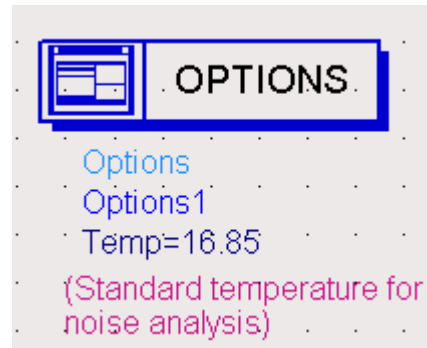 OPTIONS
Options
Options1
Temp=16.85
(Standard temperature for
noise analysis)